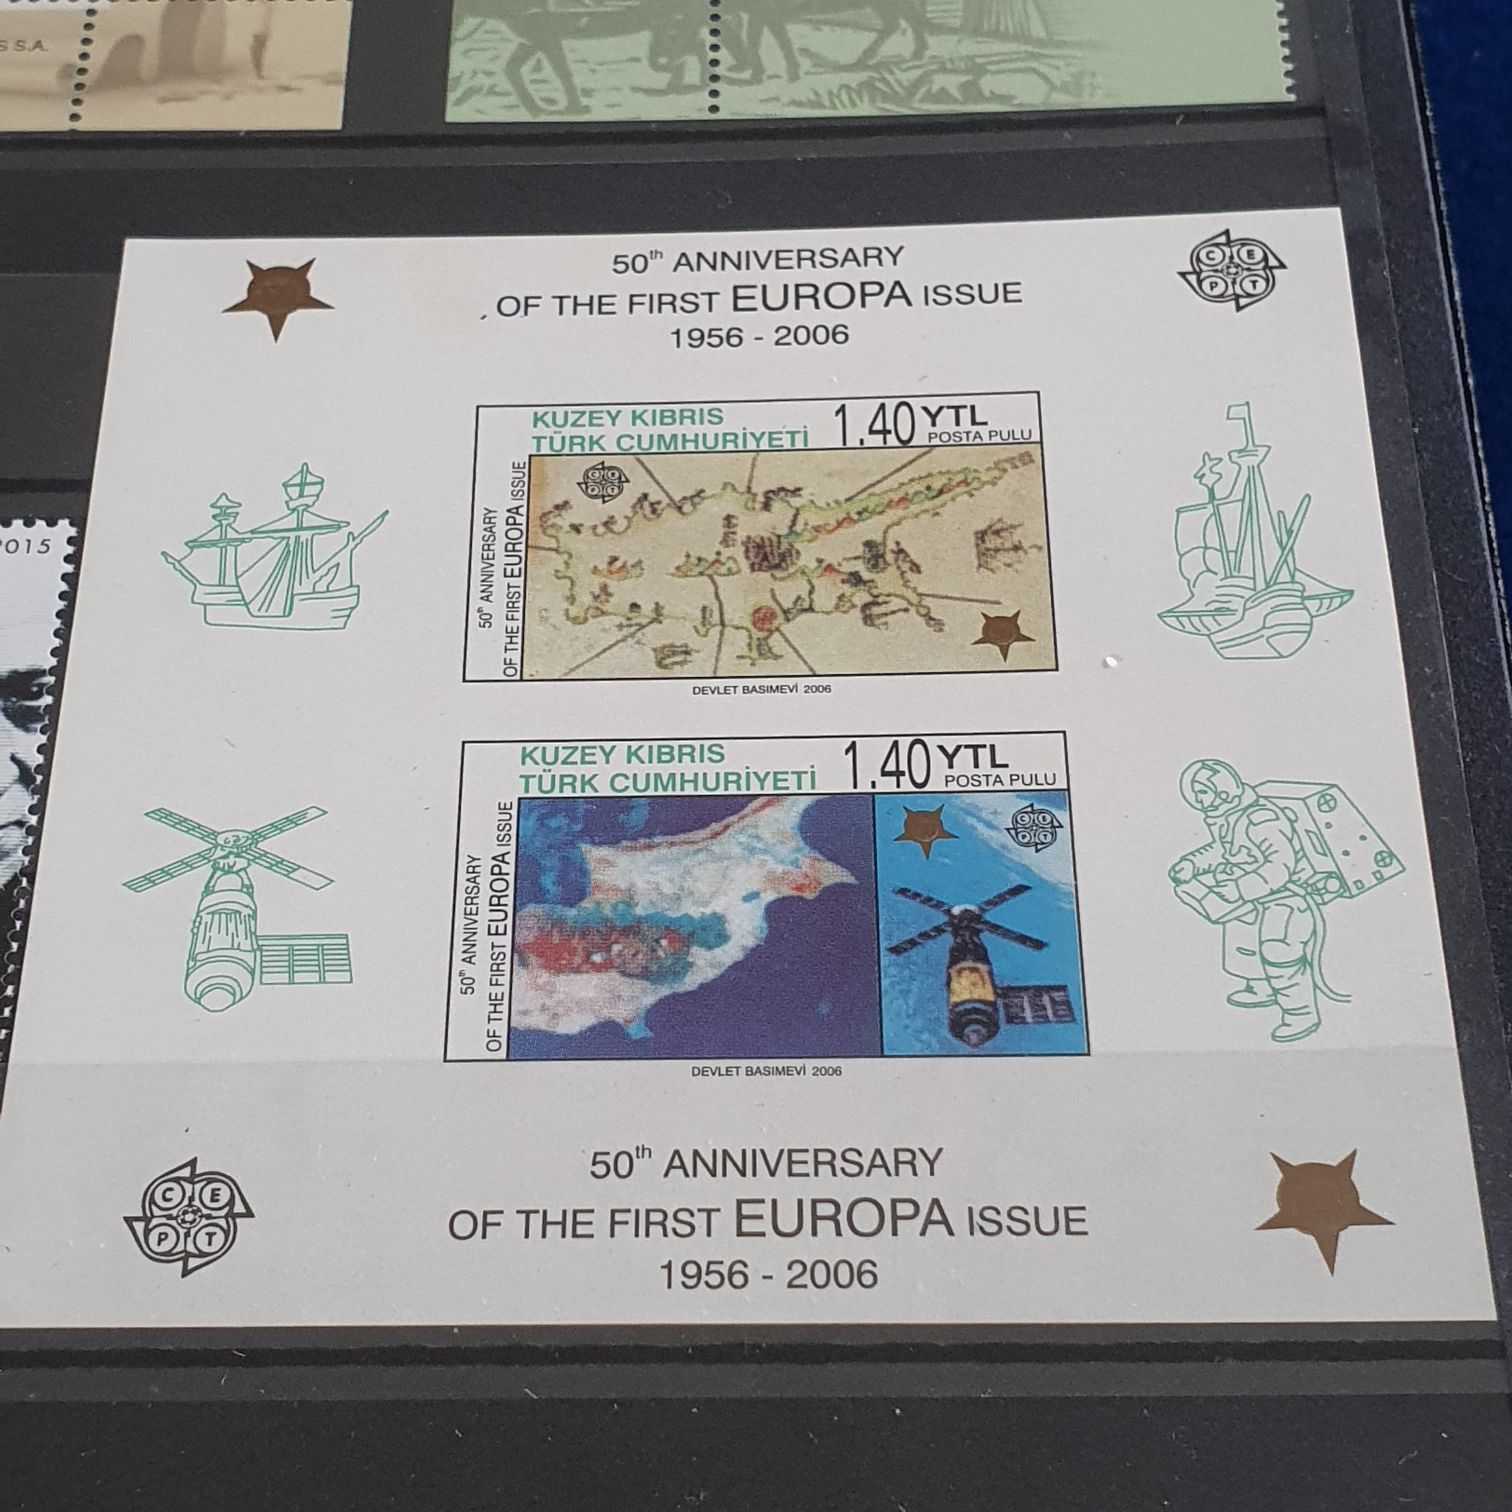 S S.A.
2015
50th ANNIVERSARY
OF THE FIRST EUROPA ISSUE
1956 - 2006
C E
P T
KUZEY KIBRIS
TÜRK CUMHURİYETİ
1.40 YTL
POSTA PULU
50th ANNIVERSARY
OF THE FIRST EUROPA ISSUE
C E
P T
DEVLET BASIMEVİ 2006
KUZEY KIBRIS
TÜRK CUMHURİYETİ
1.40 YTL
POSTA PULU
50th ANNIVERSARY
OF THE FIRST EUROPA ISSUE
C E
P T
DEVLET BASIMEVİ 2006
C E
P T
50th ANNIVERSARY
OF THE FIRST EUROPA ISSUE
1956 - 2006